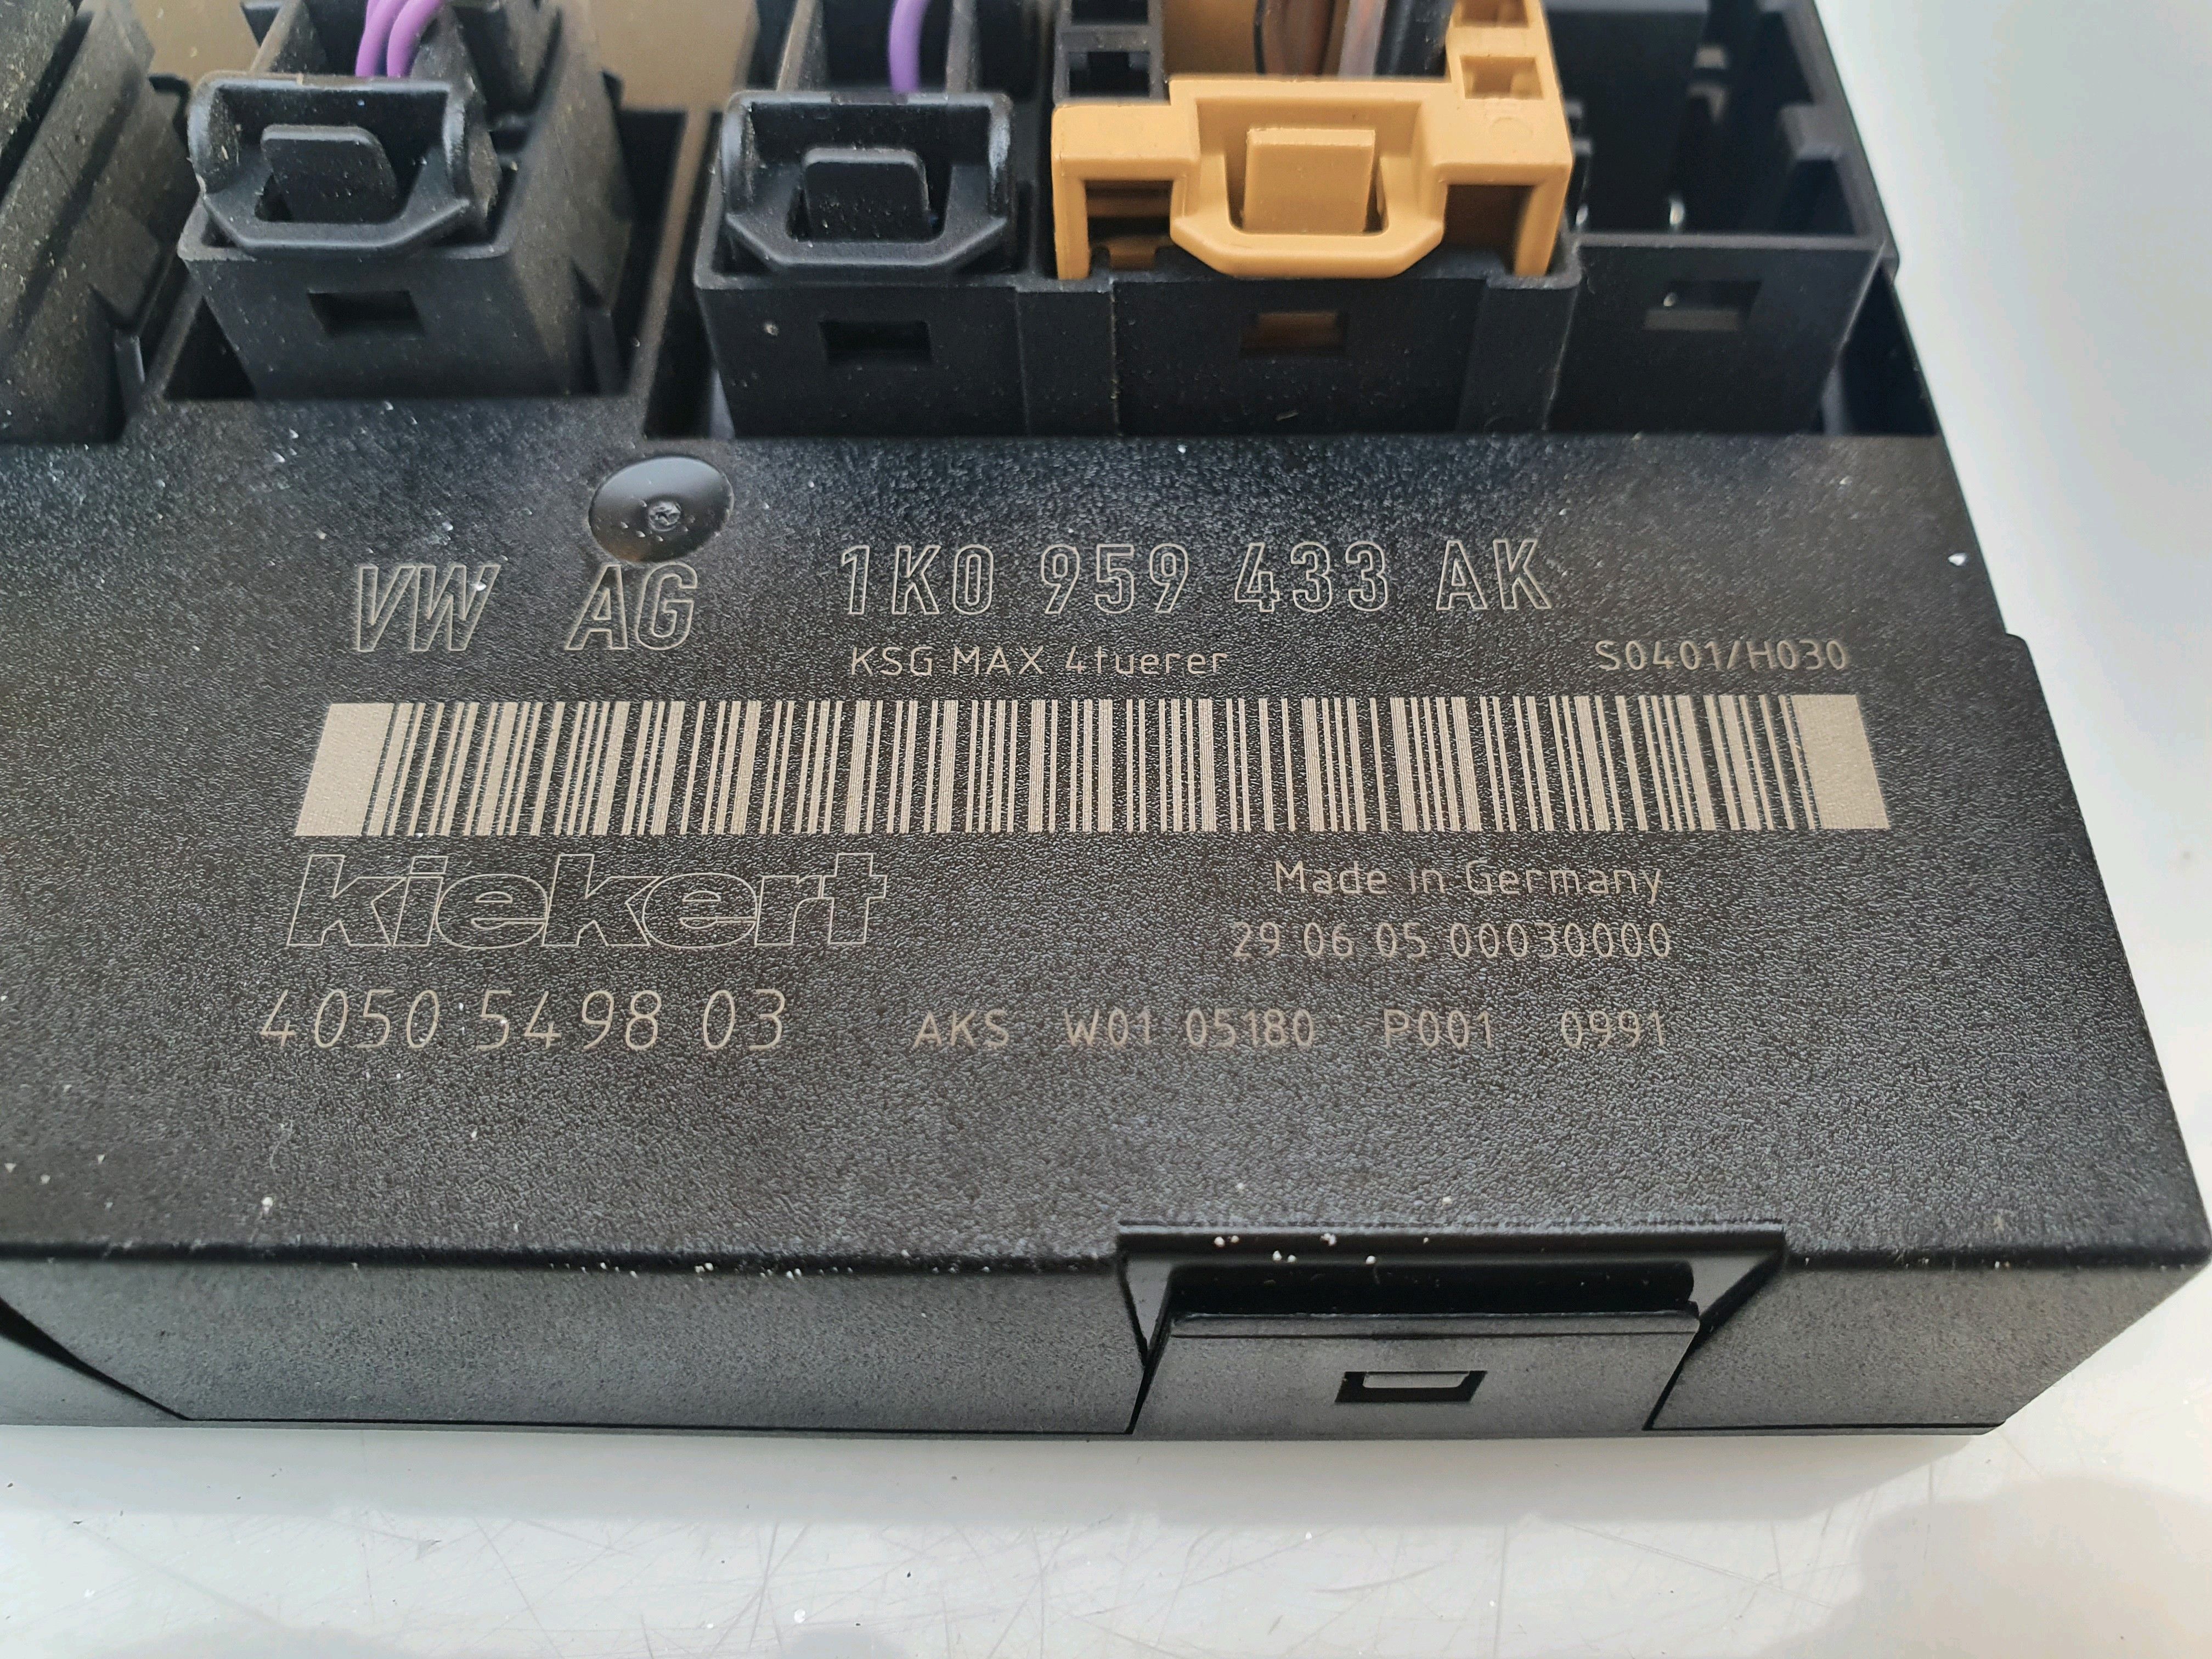 VW AG 1K0 959 433 AK
KSG MAX 4tuerer S0401/H030
kiekert
Made in Germany
29 06 05 00030000
4050 5498 03 AKS W01 05180 P001 0991